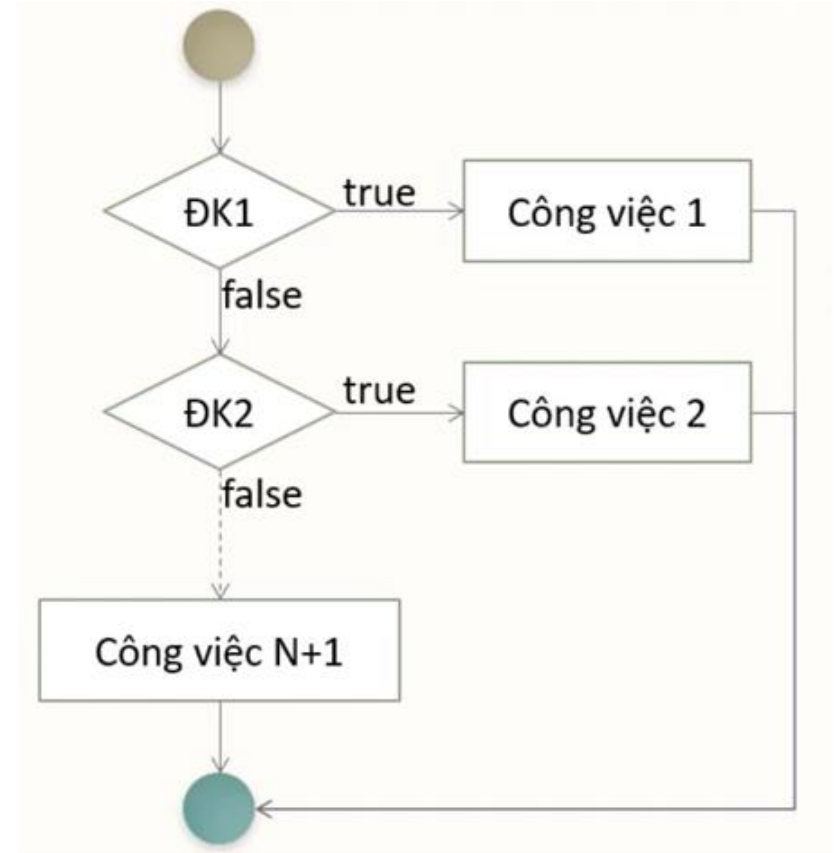 ĐK1
true
Công việc 1
false
ĐK2
true
Công việc 2
false
Công việc N+1